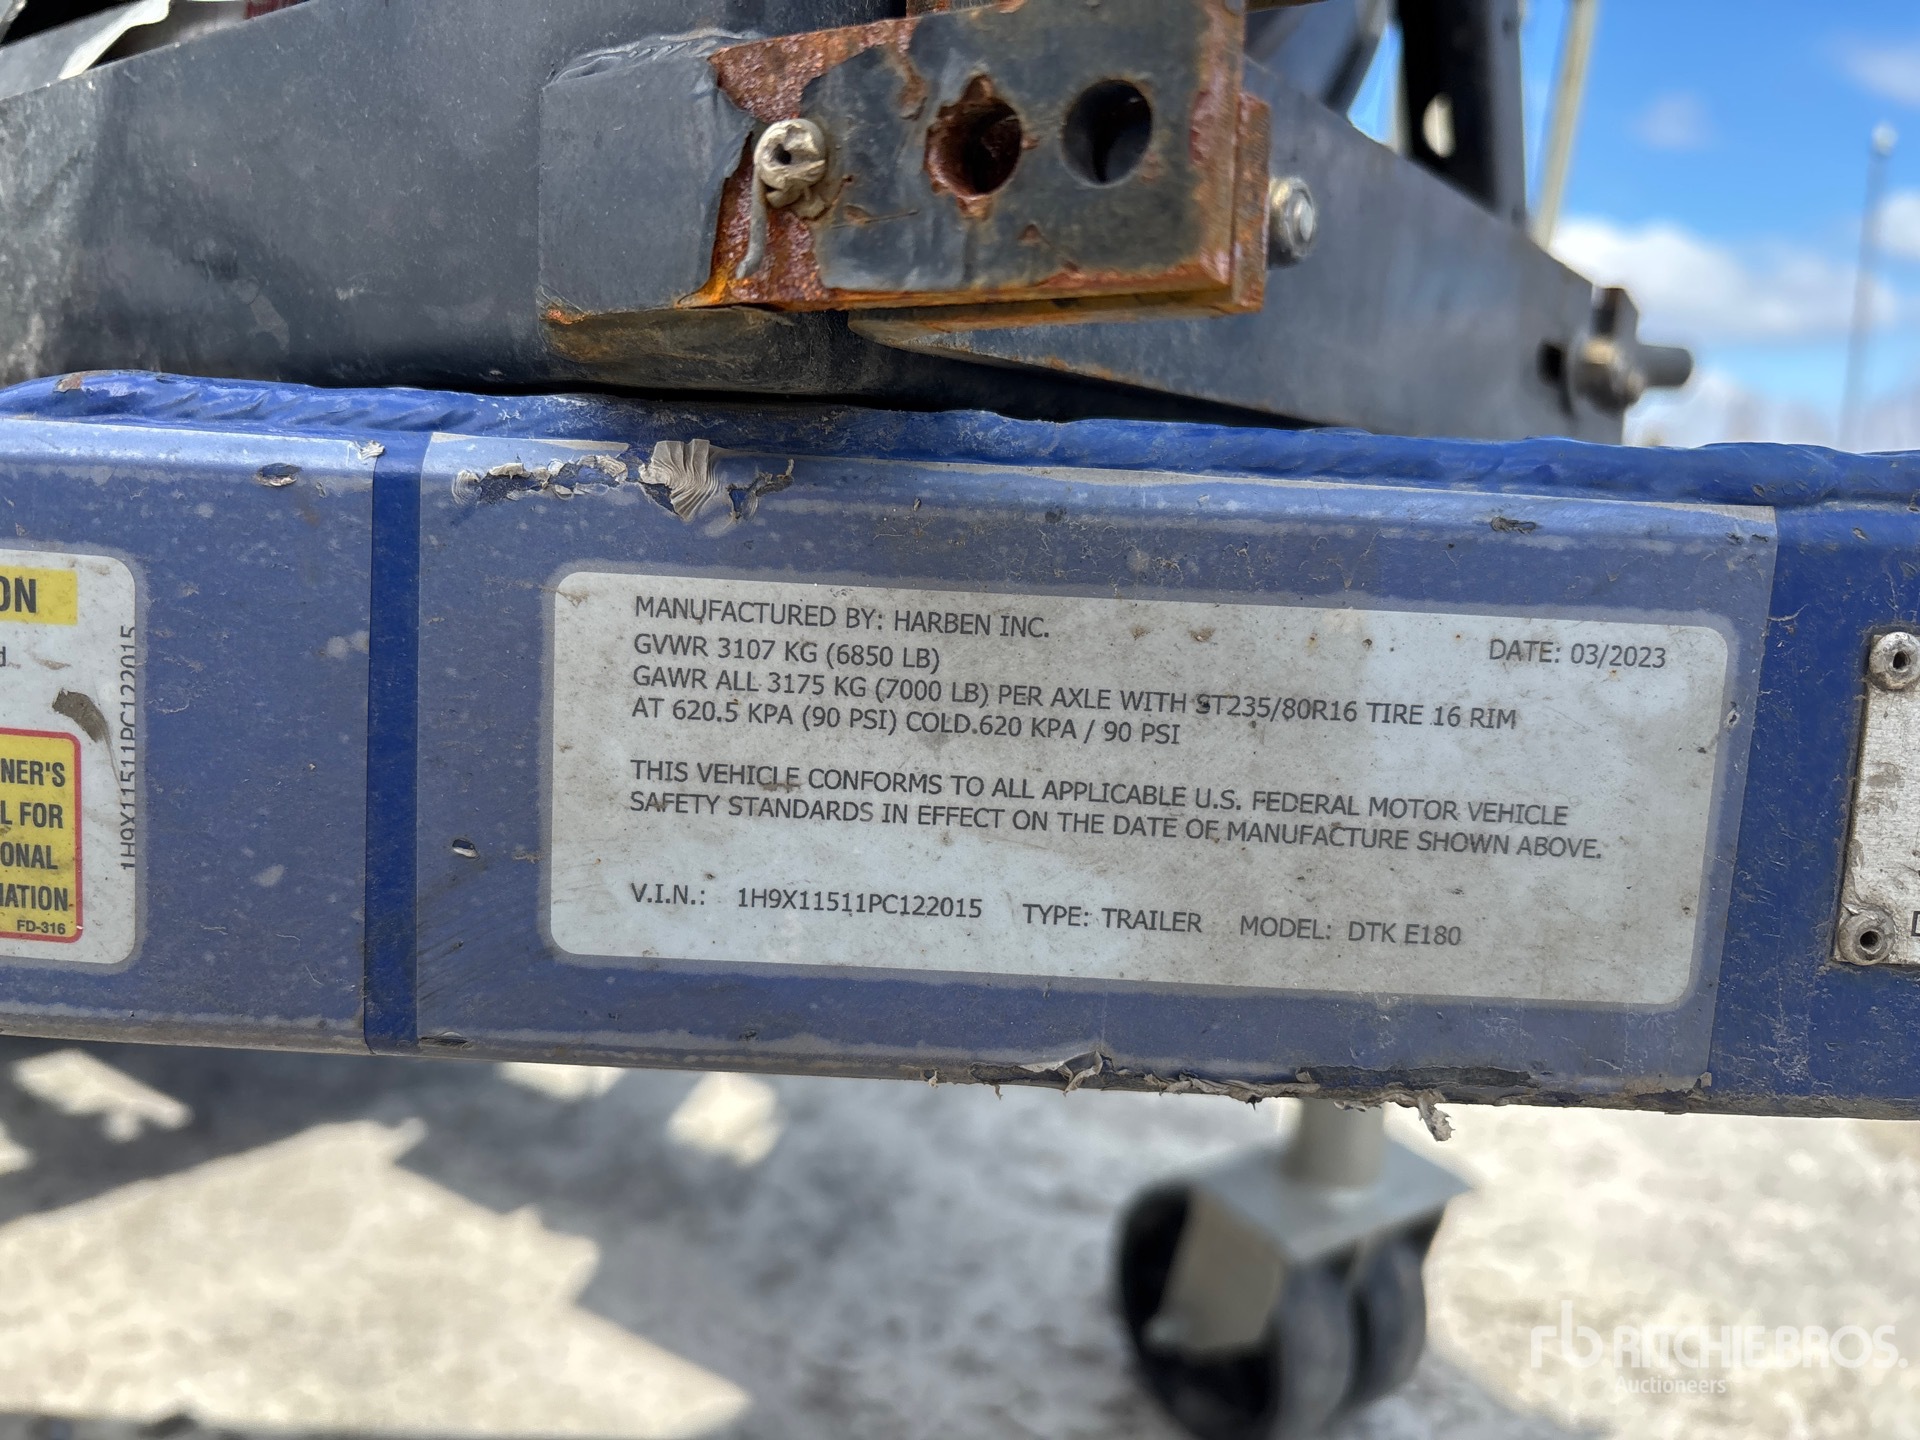 ON
d
1H9X11511PC122015
NER'S
L FOR
ONAL
MATION
FD-316
MANUFACTURED BY: HARBEN INC.
DATE: 03/2023
GVWR 3107 KG (6850 LB)
GAWR ALL 3175 KG (7000 LB) PER AXLE WITH ST235/80R16 TIRE 16 RIM
AT 620.5 KPA (90 PSI) COLD.620 KPA / 90 PSI
THIS VEHICLE CONFORMS TO ALL APPLICABLE U.S. FEDERAL MOTOR VEHICLE
SAFETY STANDARDS IN EFFECT ON THE DATE OF MANUFACTURE SHOWN ABOVE.
V.I.N.: 1H9X11511PC122015 TYPE: TRAILER MODEL: DTK E180
D
rb RITCHIE BROS.
Auctioneers